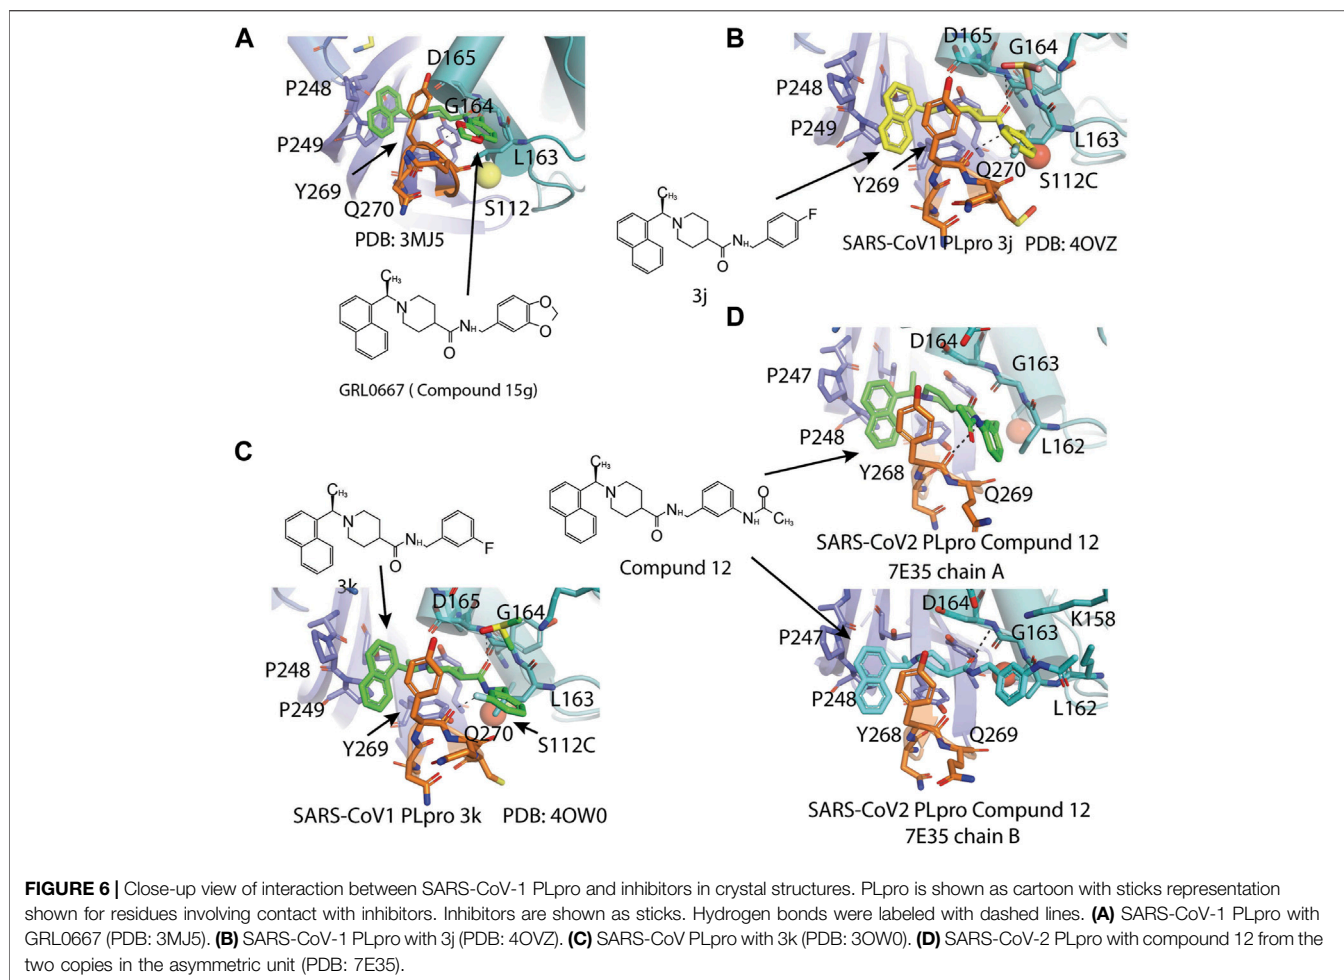 A
D165
P248
G164
P249
L163
Y269
Q270
S112
PDB: 3MJ5
CH3
N
N
H
O
O
O
GRL0667 ( Compound 15g)
B
D165
G164
P248
P249
L163
Y269
Q270
S112C
SARS-CoV1 PLpro 3j PDB: 4OVZ
CH3
N
N
H
O
F
3j
C
CH3
N
N
H
O
F
3k
D165
G164
P248
P249
L163
Y269
Q270
S112C
SARS-CoV1 PLpro 3k PDB: 4OW0
CH3
N
N
H
O
O
N
H
CH3
Compund 12
D
D164
G163
P247
P248
L162
Y268
Q269
SARS-CoV2 PLpro Compund 12
7E35 chain A
D164
K158
P247
G163
P248
L162
Y268
Q269
SARS-CoV2 PLpro Compund 12
7E35 chain B
FIGURE 6 | Close-up view of interaction between SARS-CoV-1 PLpro and inhibitors in crystal structures. PLpro is shown as cartoon with sticks representation
shown for residues involving contact with inhibitors. Inhibitors are shown as sticks. Hydrogen bonds were labeled with dashed lines. (A) SARS-CoV-1 PLpro with
GRL0667 (PDB: 3MJ5). (B) SARS-CoV-1 PLpro with 3j (PDB: 4OVZ). (C) SARS-CoV PLpro with 3k (PDB: 3OW0). (D) SARS-CoV-2 PLpro with compound 12 from the
two copies in the asymmetric unit (PDB: 7E35).